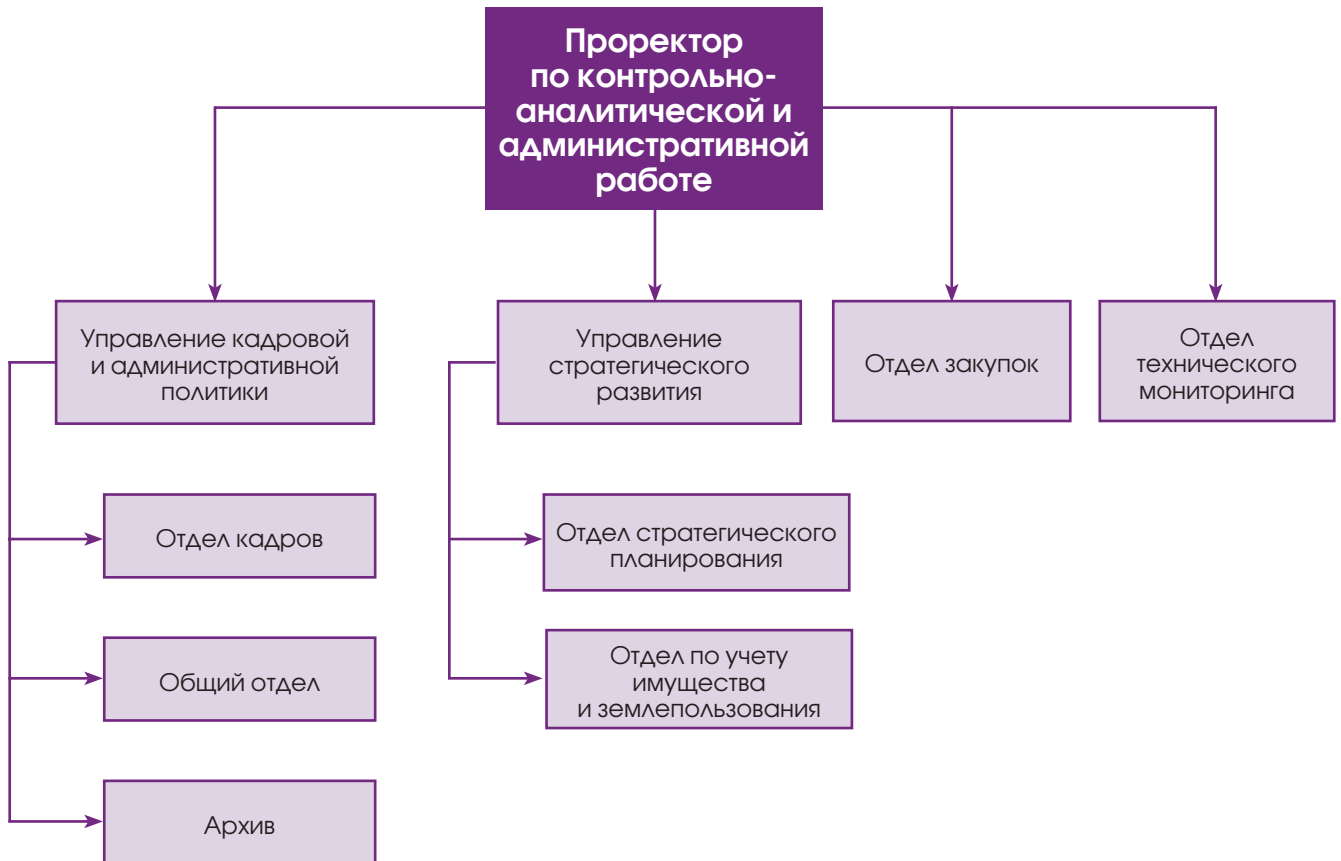 Проректор
по контрольно-
аналитической и
административной
работе
Управление кадровой
и административной
политики
Управление
стратегического
развития
Отдел закупок
Отдел
технического
мониторинга
Отдел кадров
Общий отдел
Архив
Отдел стратегического
планирования
Отдел по учету
имущества
и землепользования